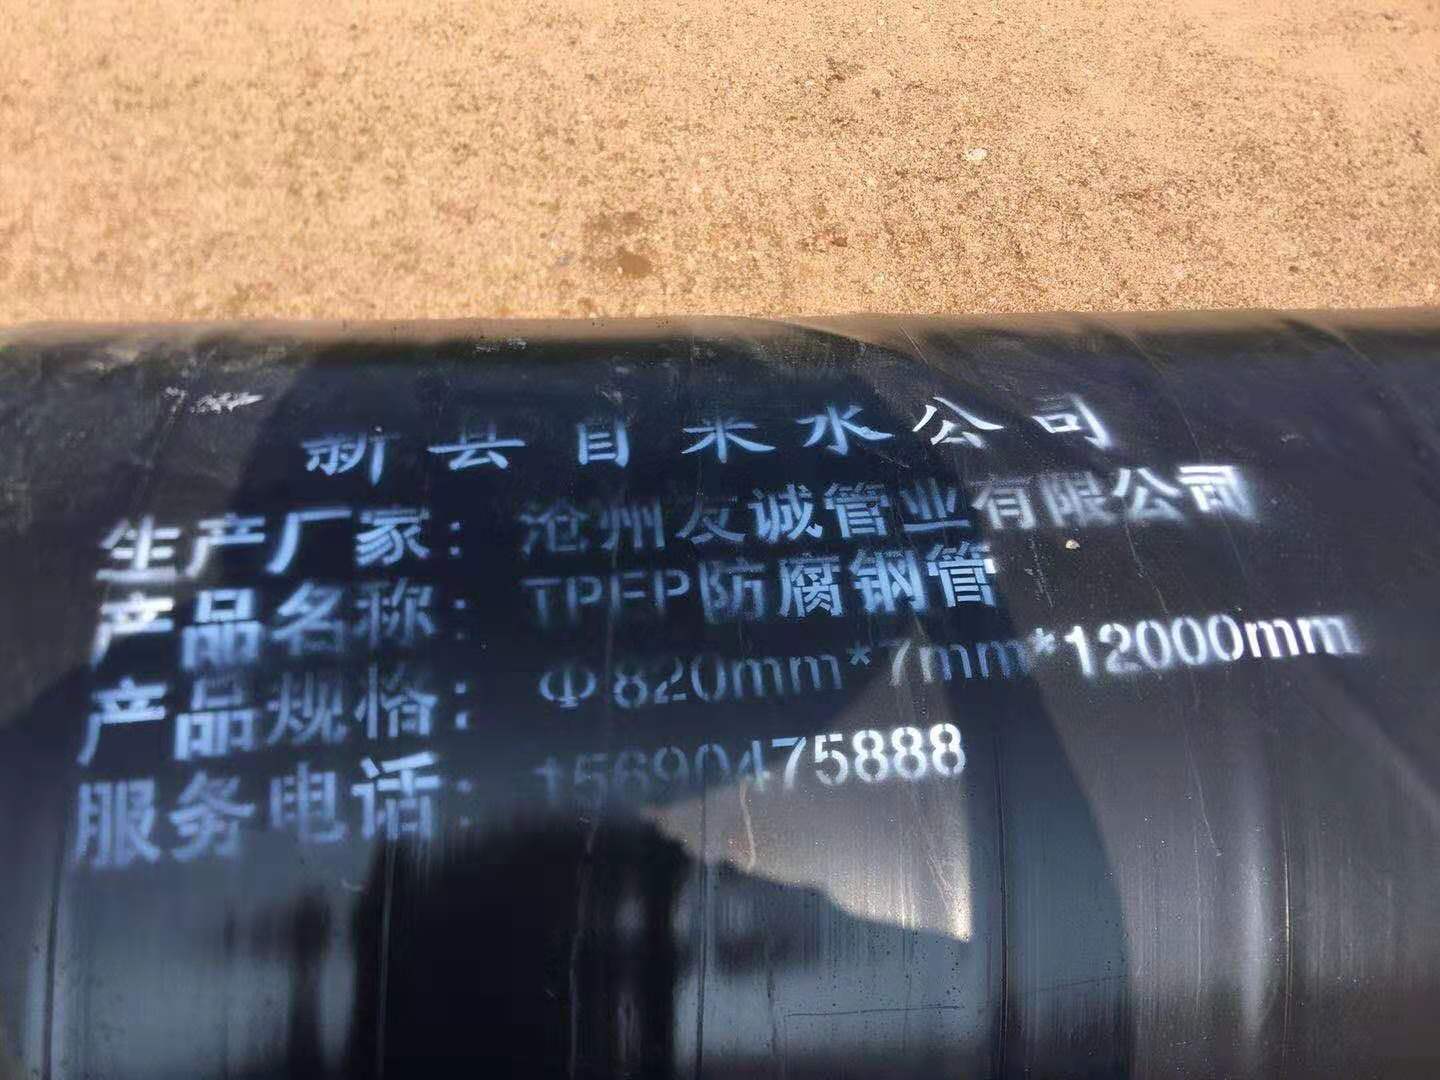 新县自来水公司
生产厂家：沧州友诚管业有限公司
产品名称：TPEP防腐钢管
产品规格：Φ820mm*7mm*12000mm
服务电话：15690475888